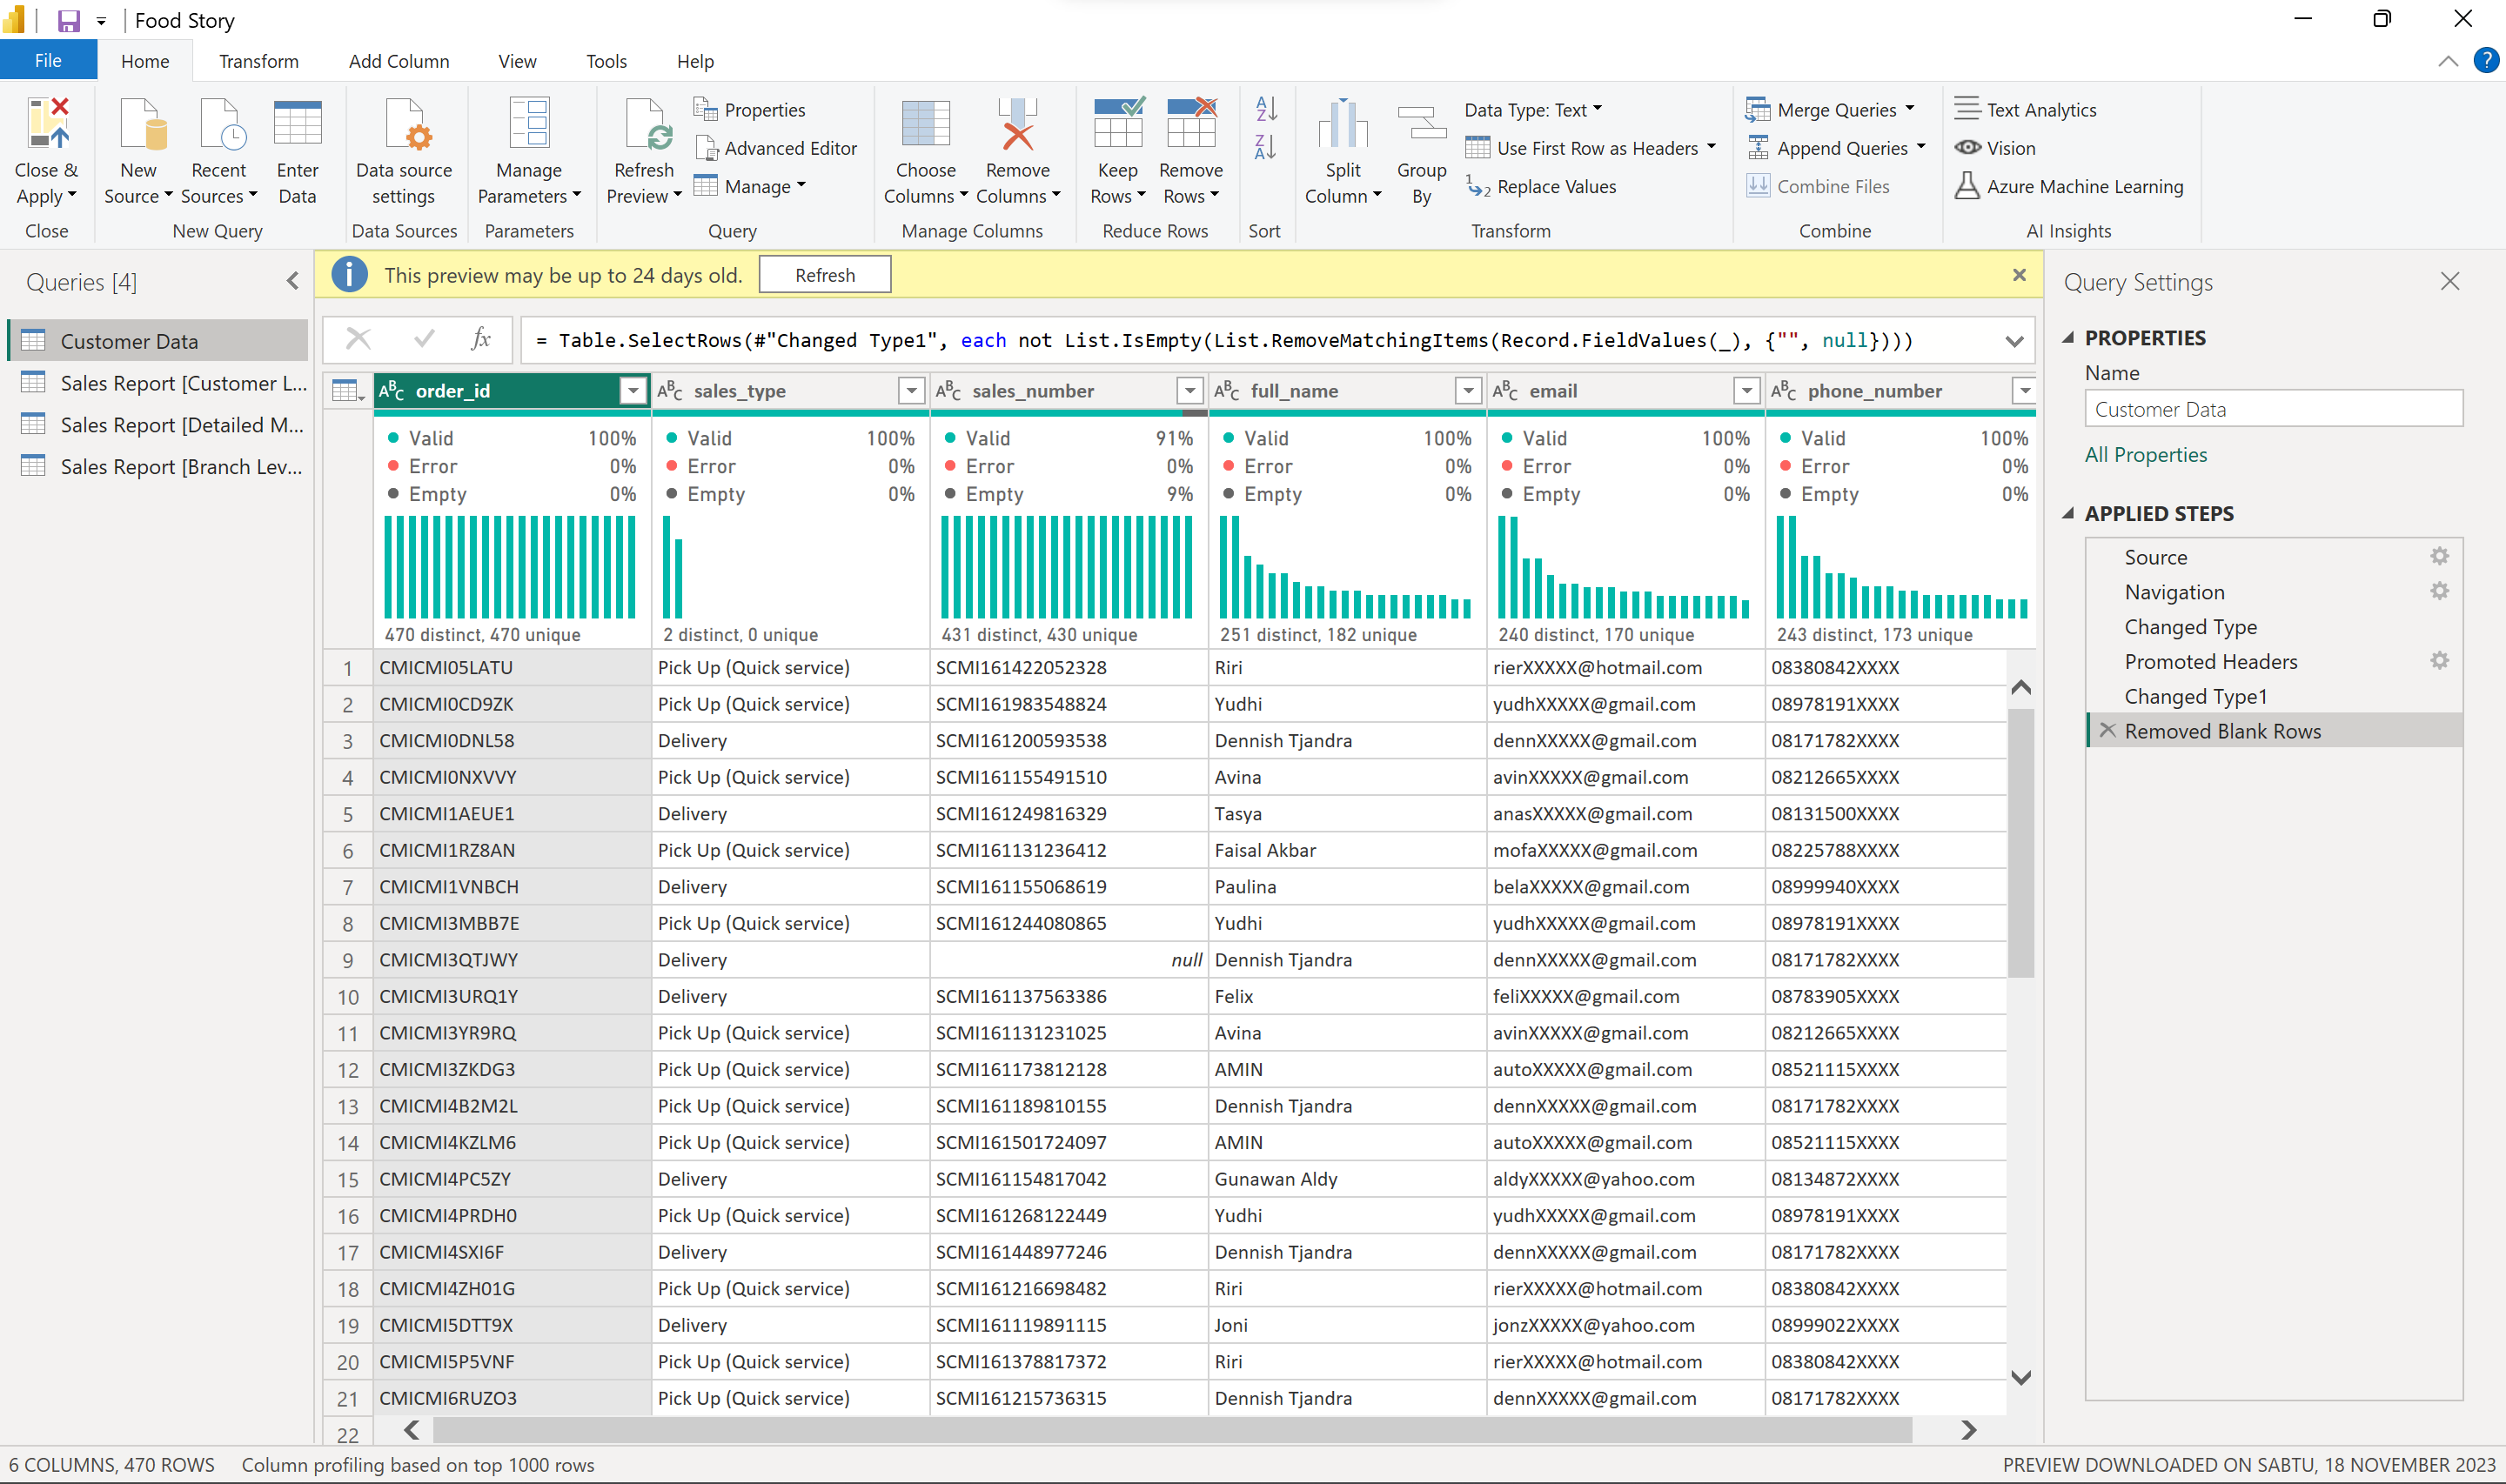 Food Story
File Home Transform Add Column View Tools Help
Close & Apply
Close
New Source
Recent Sources
Enter Data
New Query
Data source settings
Data Sources
Manage Parameters
Parameters
Refresh Preview
Properties
Advanced Editor
Manage
Query
Choose Columns
Remove Columns
Manage Columns
Keep Rows
Remove Rows
Reduce Rows
Sort
Split Column
Group By
Data Type: Text
Use First Row as Headers
Replace Values
Transform
Merge Queries
Append Queries
Combine Files
Combine
Text Analytics
Vision
Azure Machine Learning
AI Insights
Queries [4]
Customer Data
Sales Report [Customer L...
Sales Report [Detailed M...
Sales Report [Branch Lev...
This preview may be up to 24 days old. Refresh
fx = Table.SelectRows(#"Changed Type1", each not List.IsEmpty(List.RemoveMatchingItems(Record.FieldValues(_), {"", null})))
ABC order_id ABC sales_type ABC sales_number ABC full_name ABC email ABC phone_number
Valid 100% Valid 100% Valid 91% Valid 100% Valid 100% Valid 100%
Error 0% Error 0% Error 0% Error 0% Error 0% Error 0%
Empty 0% Empty 0% Empty 9% Empty 0% Empty 0% Empty 0%
470 distinct, 470 unique 2 distinct, 0 unique 431 distinct, 430 unique 251 distinct, 182 unique 240 distinct, 170 unique 243 distinct, 173 unique
1 CMICMI05LATU Pick Up (Quick service) SCMI161422052328 Riri rierXXXXX@hotmail.com 08380842XXXX
2 CMICMI0CD9ZK Pick Up (Quick service) SCMI161983548824 Yudhi yudhXXXXX@gmail.com 08978191XXXX
3 CMICMI0DNL58 Delivery SCMI161200593538 Dennish Tjandra dennXXXXX@gmail.com 08171782XXXX
4 CMICMI0NXVVY Pick Up (Quick service) SCMI161155491510 Avina avinXXXXX@gmail.com 08212665XXXX
5 CMICMI1AEUE1 Delivery SCMI161249816329 Tasya anasXXXXX@gmail.com 08131500XXXX
6 CMICMI1RZ8AN Pick Up (Quick service) SCMI161131236412 Faisal Akbar mofaXXXXX@gmail.com 08225788XXXX
7 CMICMI1VNBCH Delivery SCMI161155068619 Paulina belaXXXXX@gmail.com 08999940XXXX
8 CMICMI3MBB7E Pick Up (Quick service) SCMI161244080865 Yudhi yudhXXXXX@gmail.com 08978191XXXX
9 CMICMI3QTJWY Delivery null Dennish Tjandra dennXXXXX@gmail.com 08171782XXXX
10 CMICMI3URQ1Y Delivery SCMI161137563386 Felix feliXXXXX@gmail.com 08783905XXXX
11 CMICMI3YR9RQ Pick Up (Quick service) SCMI161131231025 Avina avinXXXXX@gmail.com 08212665XXXX
12 CMICMI3ZKDG3 Pick Up (Quick service) SCMI161173812128 AMIN autoXXXXX@gmail.com 08521115XXXX
13 CMICMI4B2M2L Pick Up (Quick service) SCMI161189810155 Dennish Tjandra dennXXXXX@gmail.com 08171782XXXX
14 CMICMI4KZLM6 Pick Up (Quick service) SCMI161501724097 AMIN autoXXXXX@gmail.com 08521115XXXX
15 CMICMI4PC5ZY Delivery SCMI161154817042 Gunawan Aldy aldyXXXXX@yahoo.com 08134872XXXX
16 CMICMI4PRDH0 Pick Up (Quick service) SCMI161268122449 Yudhi yudhXXXXX@gmail.com 08978191XXXX
17 CMICMI4SXI6F Delivery SCMI161448977246 Dennish Tjandra dennXXXXX@gmail.com 08171782XXXX
18 CMICMI4ZH01G Pick Up (Quick service) SCMI161216698482 Riri rierXXXXX@hotmail.com 08380842XXXX
19 CMICMI5DTT9X Delivery SCMI161119891115 Joni jonzXXXXX@yahoo.com 08999022XXXX
20 CMICMI5P5VNF Pick Up (Quick service) SCMI161378817372 Riri rierXXXXX@hotmail.com 08380842XXXX
21 CMICMI6RUZO3 Pick Up (Quick service) SCMI161215736315 Dennish Tjandra dennXXXXX@gmail.com 08171782XXXX
22
Query Settings
PROPERTIES
Name
Customer Data
All Properties
APPLIED STEPS
Source
Navigation
Changed Type
Promoted Headers
Changed Type1
Removed Blank Rows
6 COLUMNS, 470 ROWS Column profiling based on top 1000 rows PREVIEW DOWNLOADED ON SABTU, 18 NOVEMBER 2023